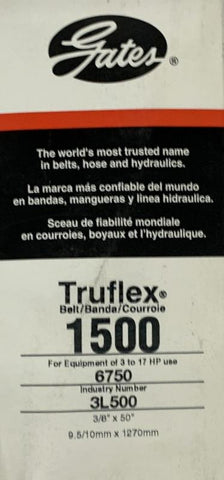 Gates®
The world's most trusted name
in belts, hose and hydraulics.
La marca más confiable del mundo
en bandas, mangueras y linea hidraulica.
Sceau de fiabilité mondiale
en courroies, boyaux et l'hydraulique.
Truflex®
Belt/Banda/Courroie
1500
For Equipment of 3 to 17 HP use
6750
Industry Number
3L500
3/8" x 50"
9.5/10mm x 1270mm